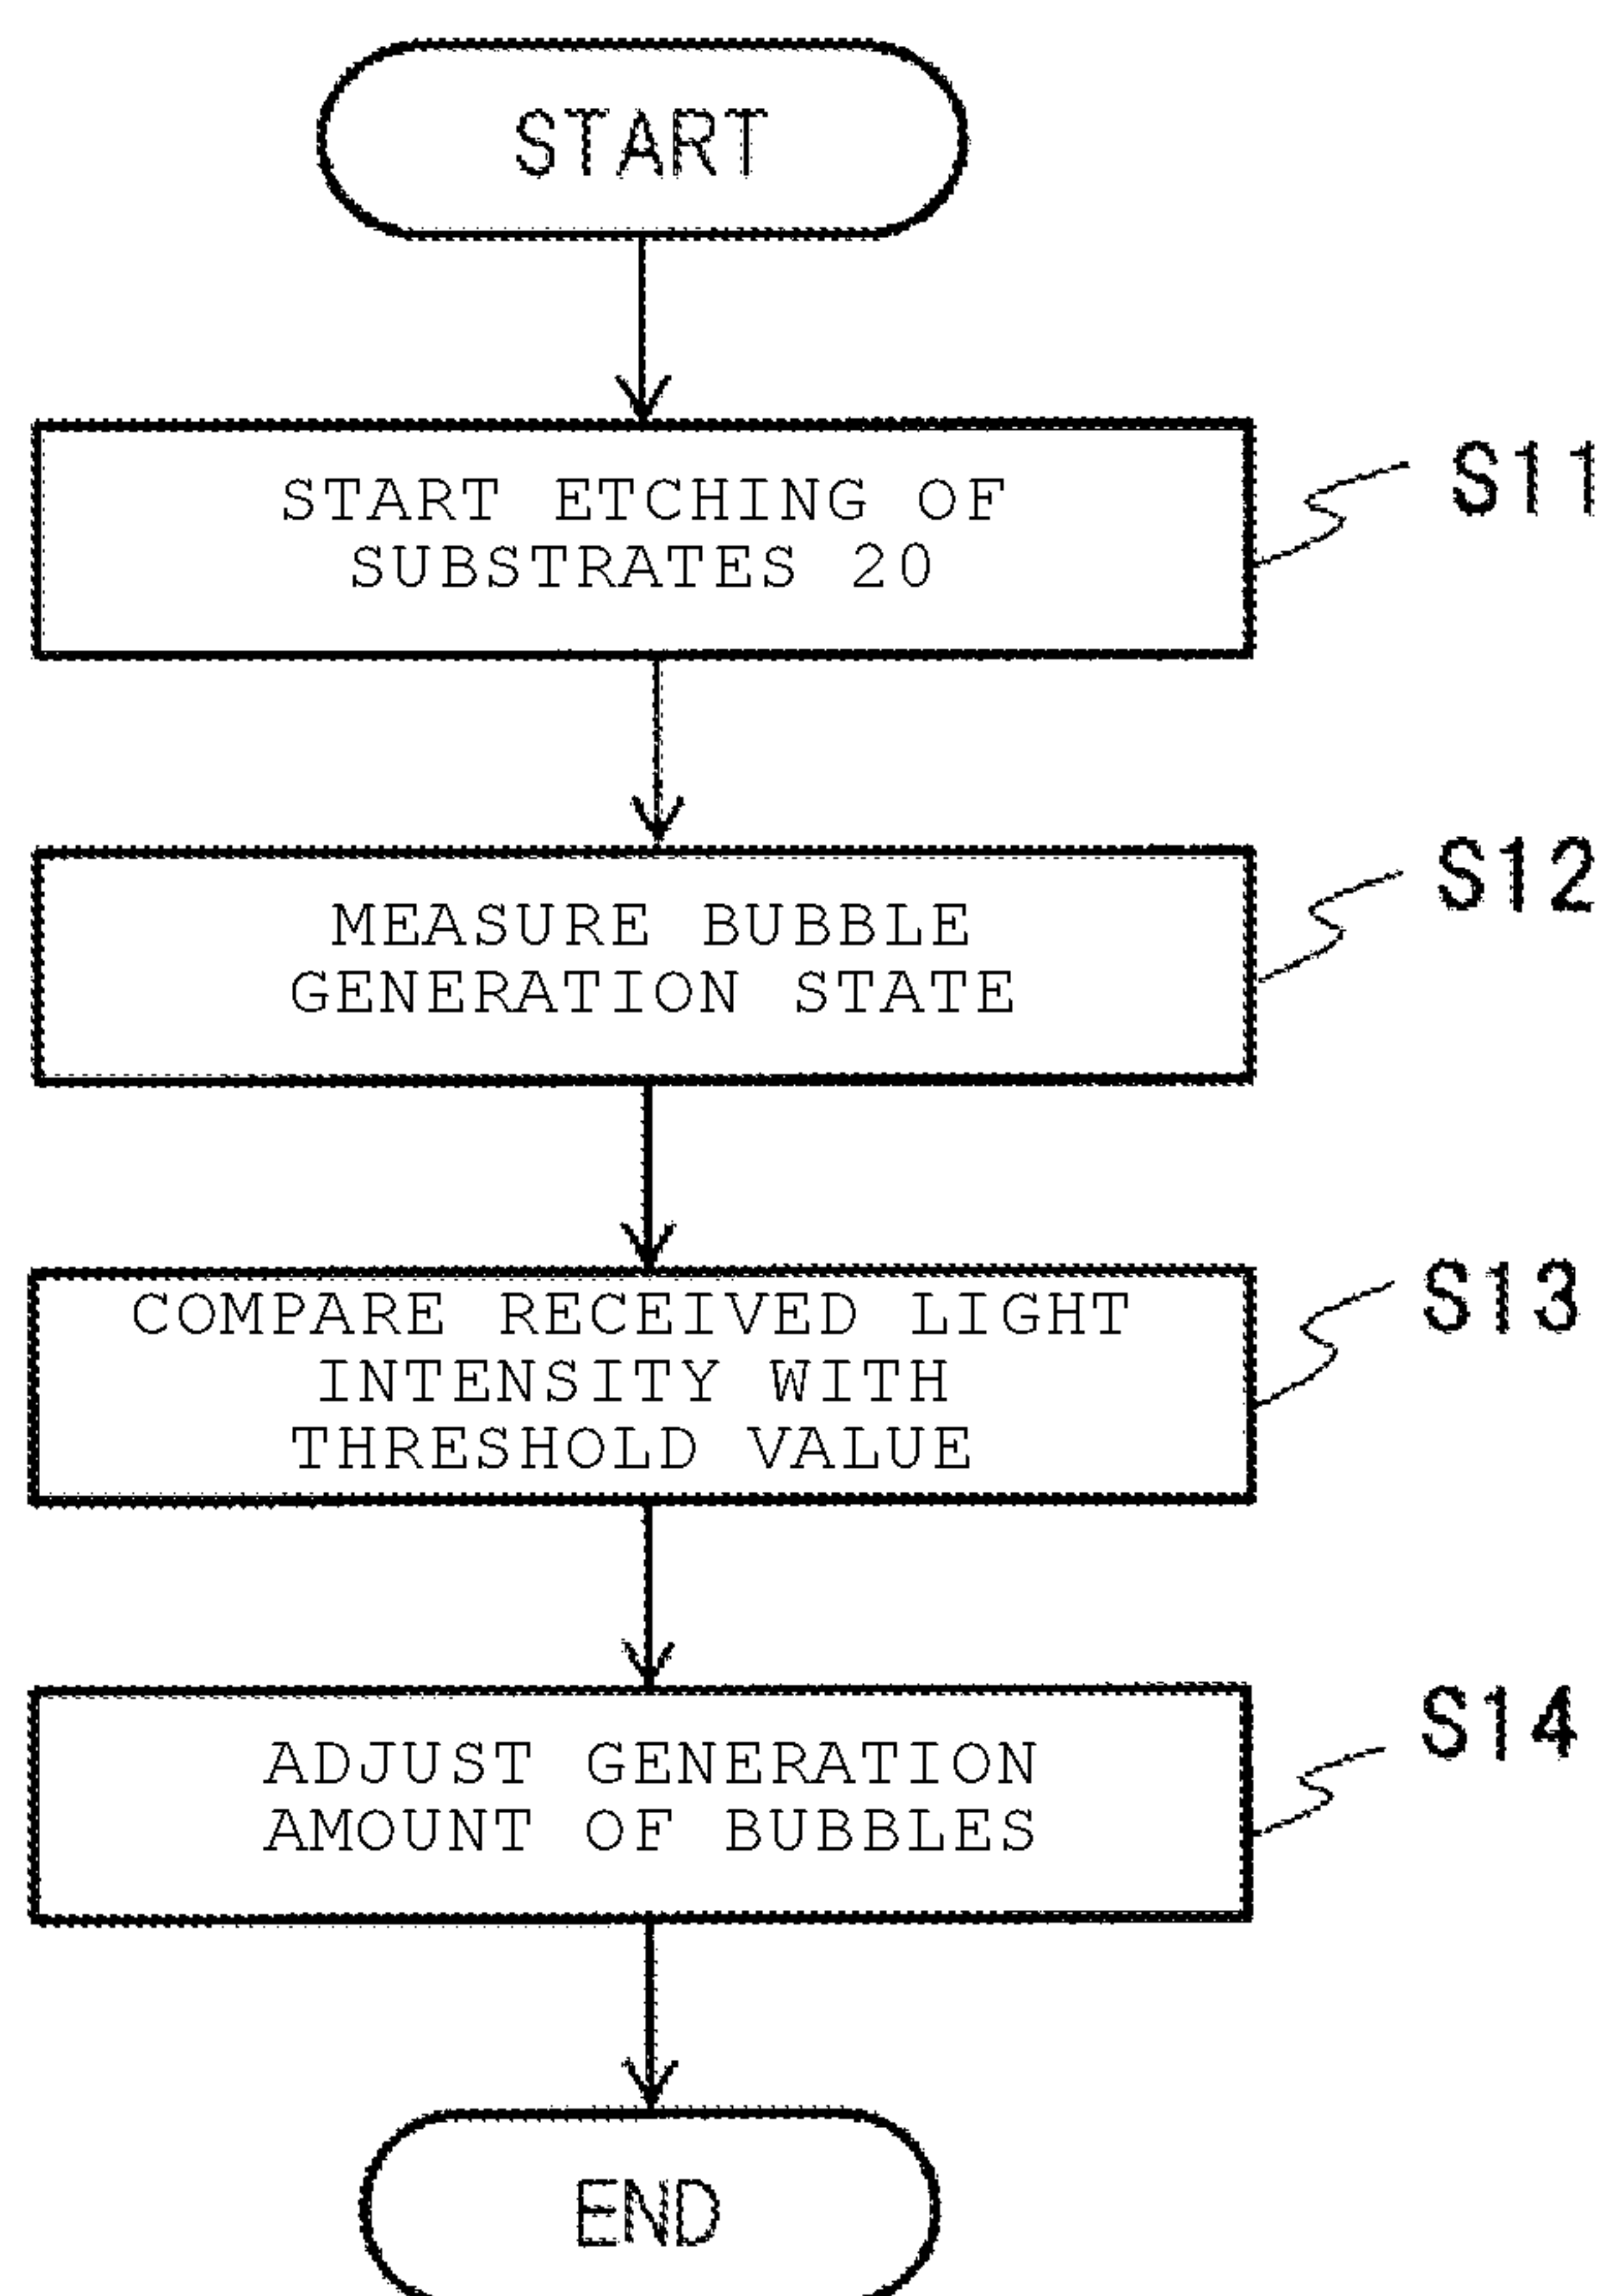 START
START ETCHING OF
SUBSTRATES 20
S11
MEASURE BUBBLE
GENERATION STATE
S12
COMPARE RECEIVED LIGHT
INTENSITY WITH
THRESHOLD VALUE
S13
ADJUST GENERATION
AMOUNT OF BUBBLES
S14
END